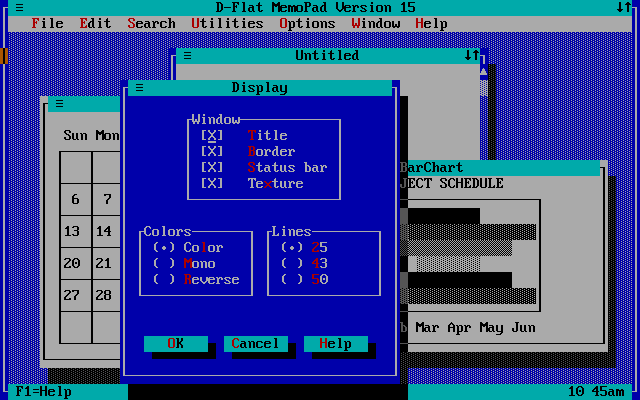 ≡ D-Flat MemoPad Version 15 ↓↑
File Edit Search Utilities Options Window Help
≡ Untitled ↓↑
≡ Display
Window
[X] Title
[X] Border
[X] Status bar
[X] Texture
Colors
(•) Color
( ) Mono
( ) Reverse
Lines
(•) 25
( ) 43
( ) 50
OK Cancel Help
≡
Sun Mon
6 7
13 14
20 21
27 28
BarChart
JECT SCHEDULE
Mar Apr May Jun
F1=Help 10 45am